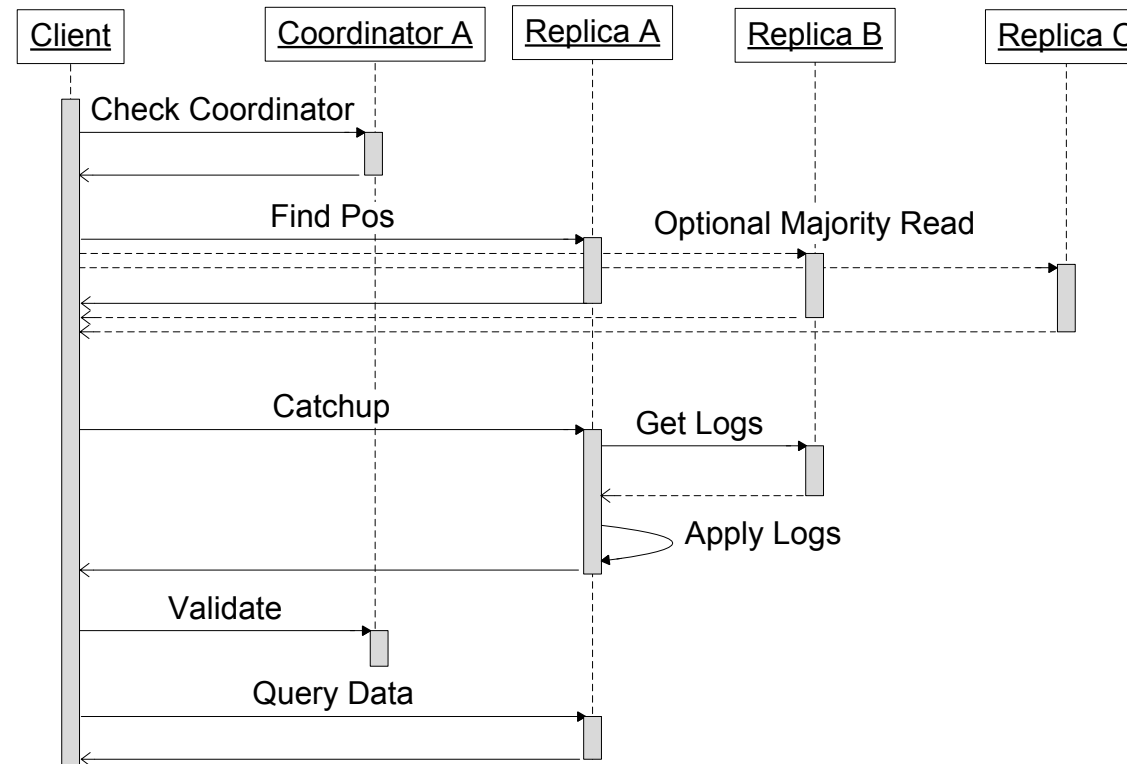 Client
Coordinator A
Replica A
Replica B
Replica C
Check Coordinator
Find Pos
Optional Majority Read
Catchup
Get Logs
Apply Logs
Validate
Query Data